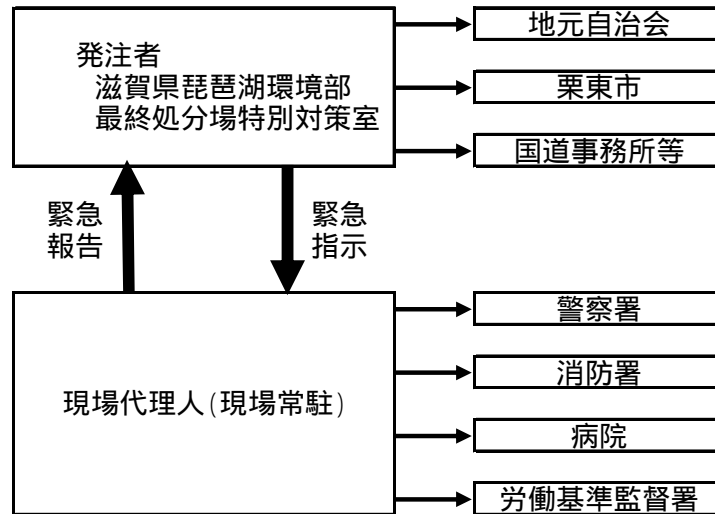 発注者
滋賀県琵琶湖環境部
最終処分場特別対策室
地元自治会
栗東市
国道事務所等
緊急
報告
緊急
指示
現場代理人(現場常駐)
警察署
消防署
病院
労働基準監督署